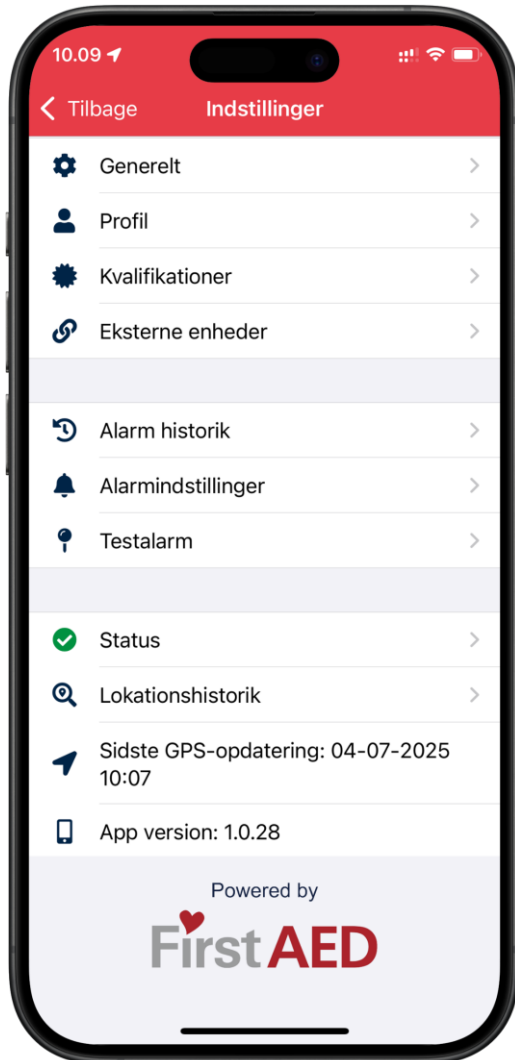 10.09
Tilbage
Indstillinger
Generelt
Profil
Kvalifikationer
Eksterne enheder
Alarm historik
Alarmindstillinger
Testalarm
Status
Lokationshistorik
Sidste GPS-opdatering: 04-07-2025
10:07
App version: 1.0.28
Powered by
First AED